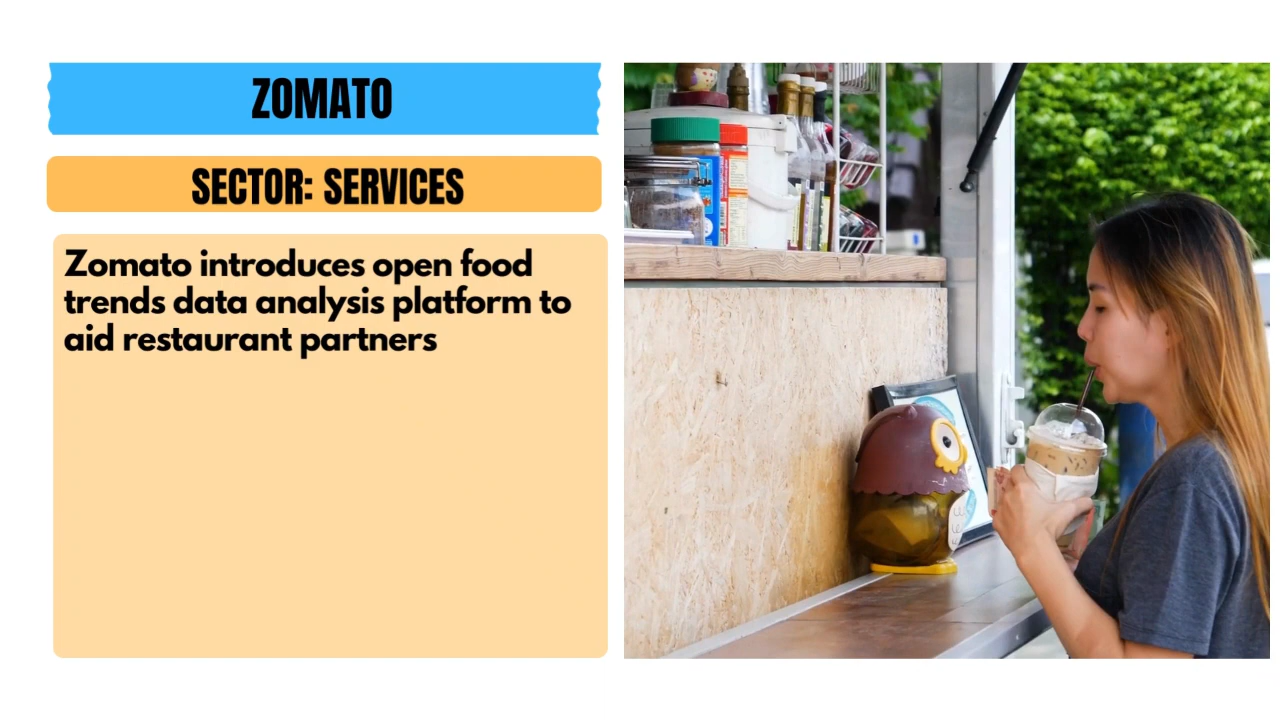 ZOMATO
SECTOR: SERVICES
Zomato introduces open food
trends data analysis platform to
aid restaurant partners